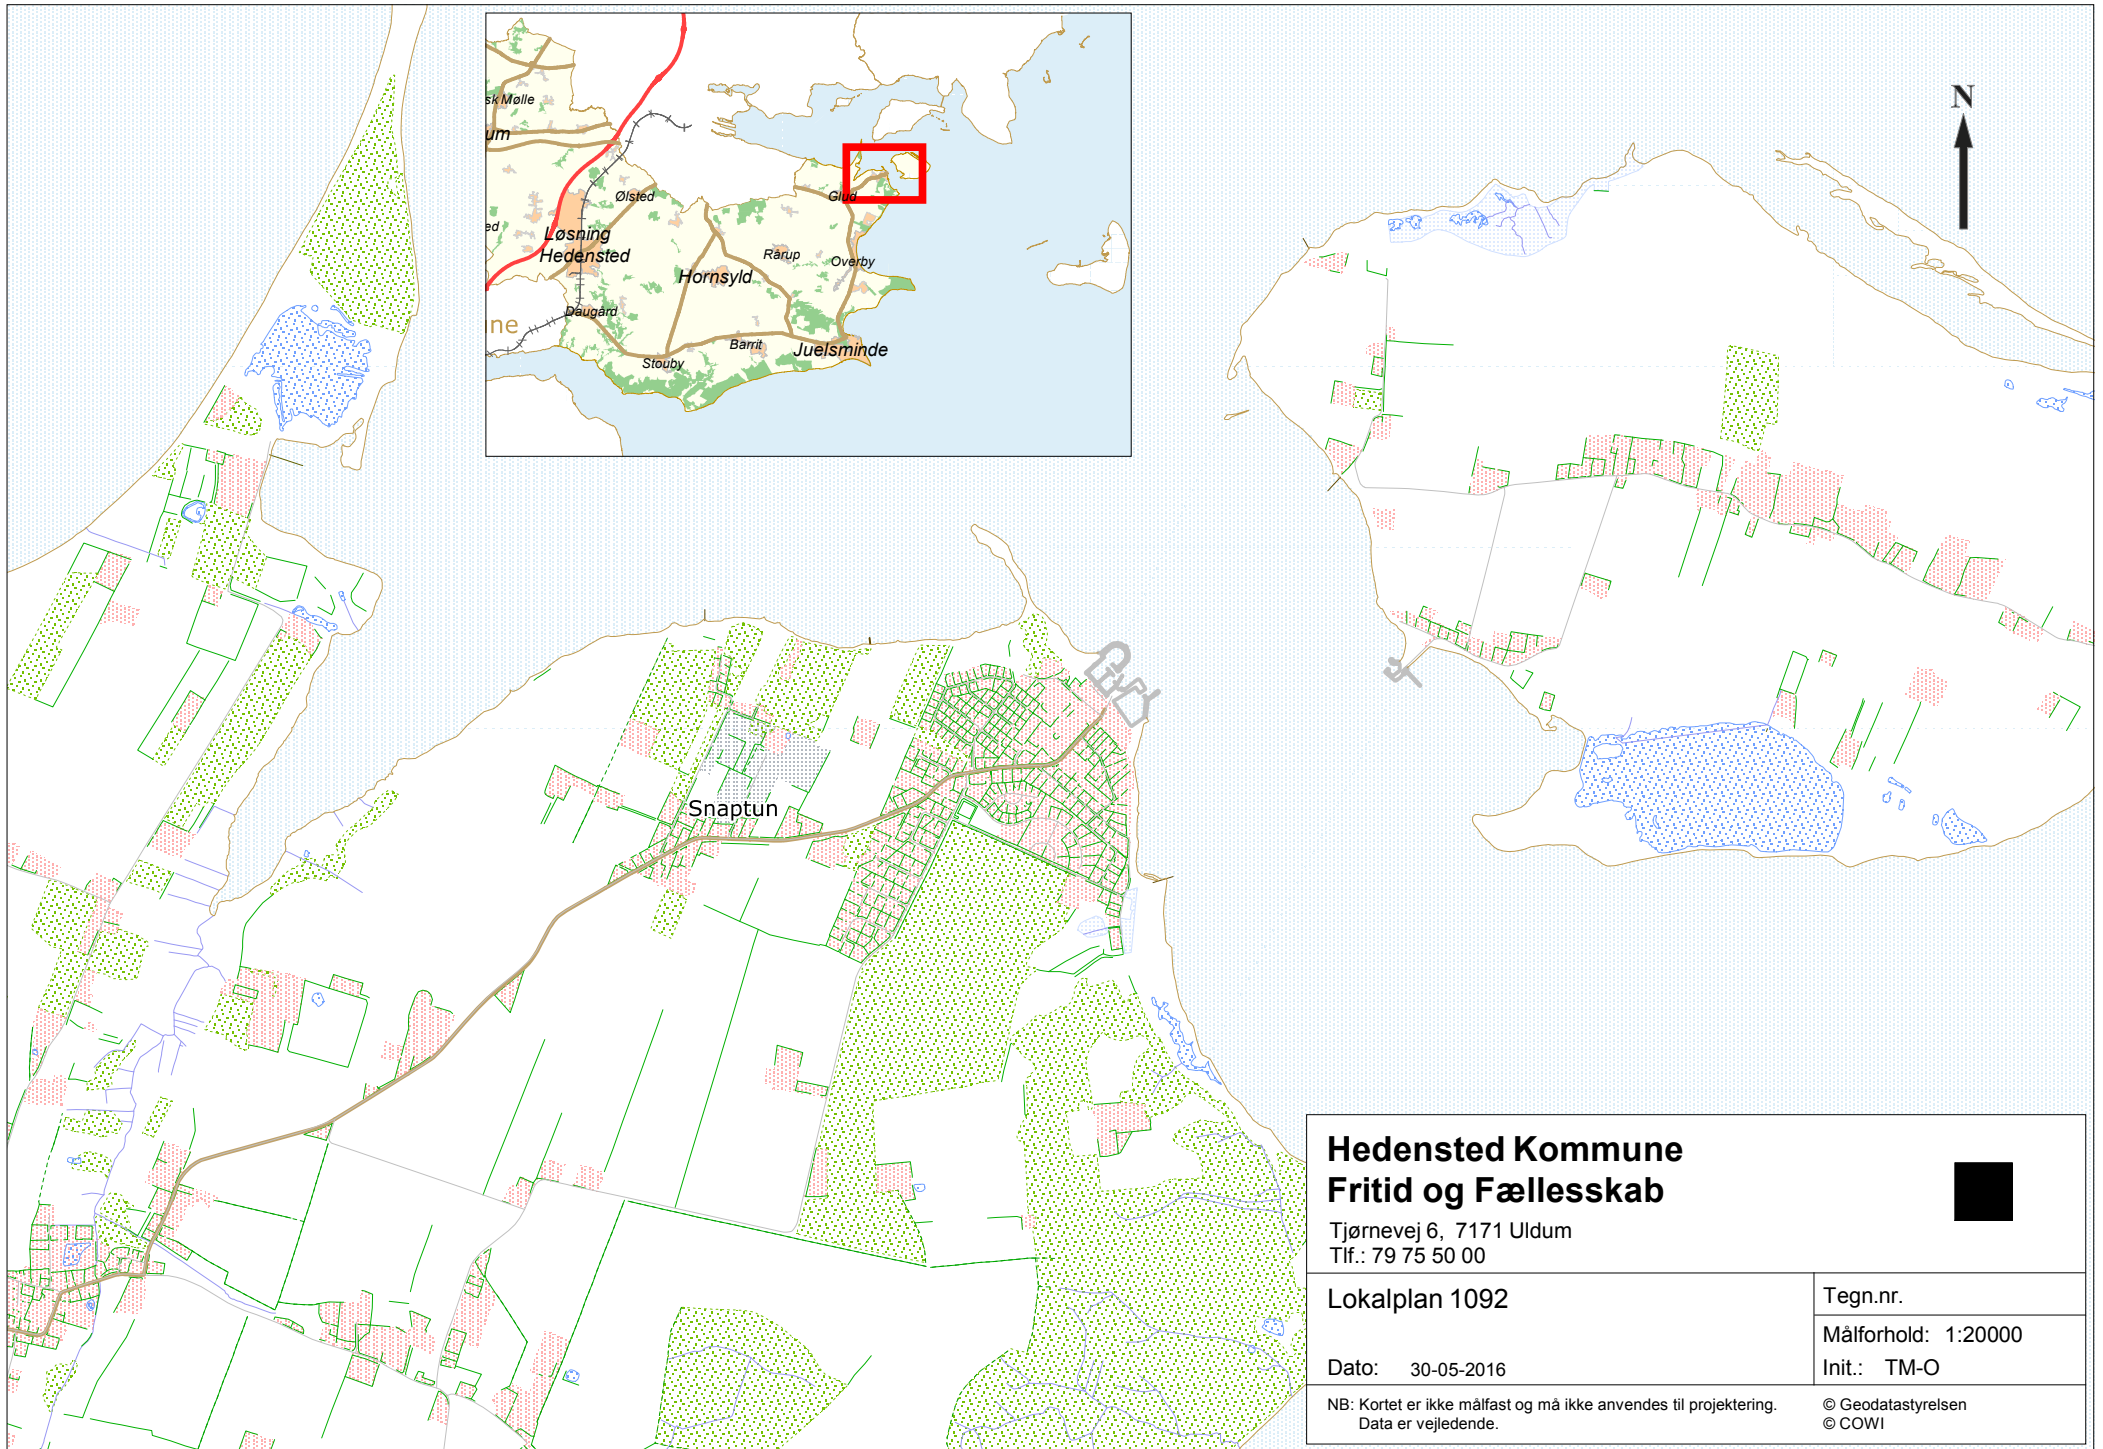 sk Mølle
um
Ølsted
Glud
ed
Løsning
Hedensted
Rårup
Overby
Hornsyld
Daugård
ne
Barrit
Juelsminde
Stouby
N
Snaptun
Hedensted Kommune
Fritid og Fællesskab
Tjørnevej 6, 7171 Uldum
Tlf.: 79 75 50 00
Lokalplan 1092
Tegn.nr.
Målforhold: 1:20000
Dato: 30-05-2016
Init.: TM-O
NB: Kortet er ikke målfast og må ikke anvendes til projektering.
Data er vejledende.
© Geodatastyrelsen
© COWI